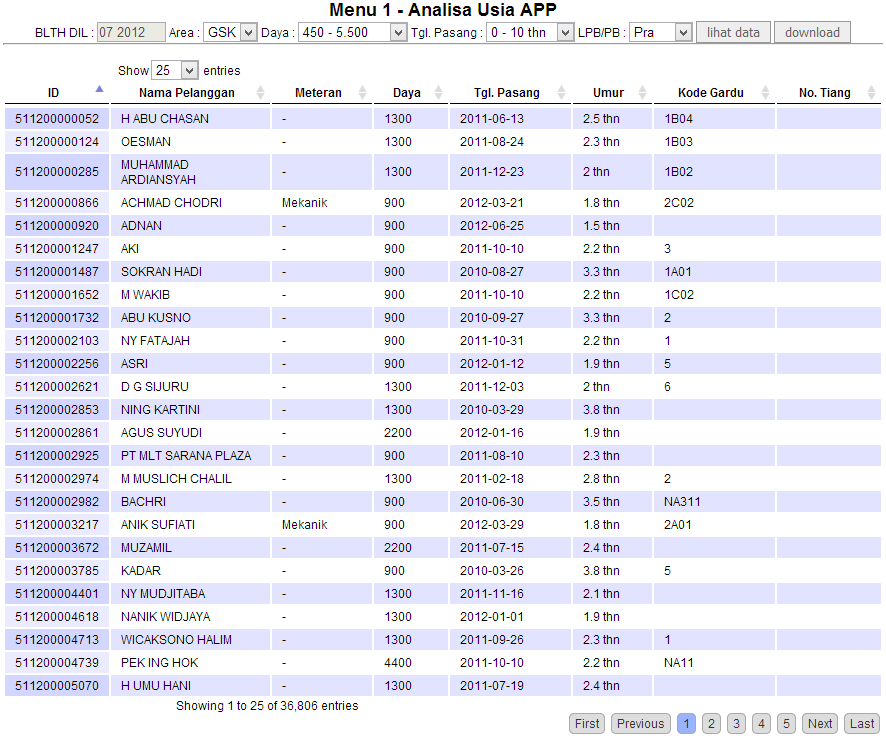 Menu 1 - Analisa Usia APP
BLTH DIL : 07 2012 Area : GSK Daya : 450 - 5.500 Tgl. Pasang : 0 - 10 thn LPB/PB : Pra lihat data download
Show 25 entries
ID Nama Pelanggan Meteran Daya Tgl. Pasang Umur Kode Gardu No. Tiang
511200000052 H ABU CHASAN - 1300 2011-06-13 2.5 thn 1B04
511200000124 OESMAN - 1300 2011-08-24 2.3 thn 1B03
511200000285 MUHAMMAD ARDIANSYAH - 1300 2011-12-23 2 thn 1B02
511200000866 ACHMAD CHODRI Mekanik 900 2012-03-21 1.8 thn 2C02
511200000920 ADNAN - 900 2012-06-25 1.5 thn
511200001247 AKI - 900 2011-10-10 2.2 thn 3
511200001487 SOKRAN HADI - 900 2010-08-27 3.3 thn 1A01
511200001652 M WAKIB - 900 2011-10-10 2.2 thn 1C02
511200001732 ABU KUSNO - 900 2010-09-27 3.3 thn 2
511200002103 NY FATAJAH - 900 2011-10-31 2.2 thn 1
511200002256 ASRI - 900 2012-01-12 1.9 thn 5
511200002621 D G SIJURU - 1300 2011-12-03 2 thn 6
511200002853 NING KARTINI - 1300 2010-03-29 3.8 thn
511200002861 AGUS SUYUDI - 2200 2012-01-16 1.9 thn
511200002925 PT MLT SARANA PLAZA - 900 2011-08-10 2.3 thn
511200002974 M MUSLICH CHALIL - 1300 2011-02-18 2.8 thn 2
511200002982 BACHRI - 900 2010-06-30 3.5 thn NA311
511200003217 ANIK SUFIATI Mekanik 900 2012-03-29 1.8 thn 2A01
511200003672 MUZAMIL - 2200 2011-07-15 2.4 thn
511200003785 KADAR - 900 2010-03-26 3.8 thn 5
511200004401 NY MUDJITABA - 1300 2011-11-16 2.1 thn
511200004618 NANIK WIDJAYA - 1300 2012-01-01 1.9 thn
511200004713 WICAKSONO HALIM - 1300 2011-09-26 2.3 thn 1
511200004739 PEK ING HOK - 4400 2011-10-10 2.2 thn NA11
511200005070 H UMU HANI - 1300 2011-07-19 2.4 thn
Showing 1 to 25 of 36,806 entries
First Previous 1 2 3 4 5 Next Last